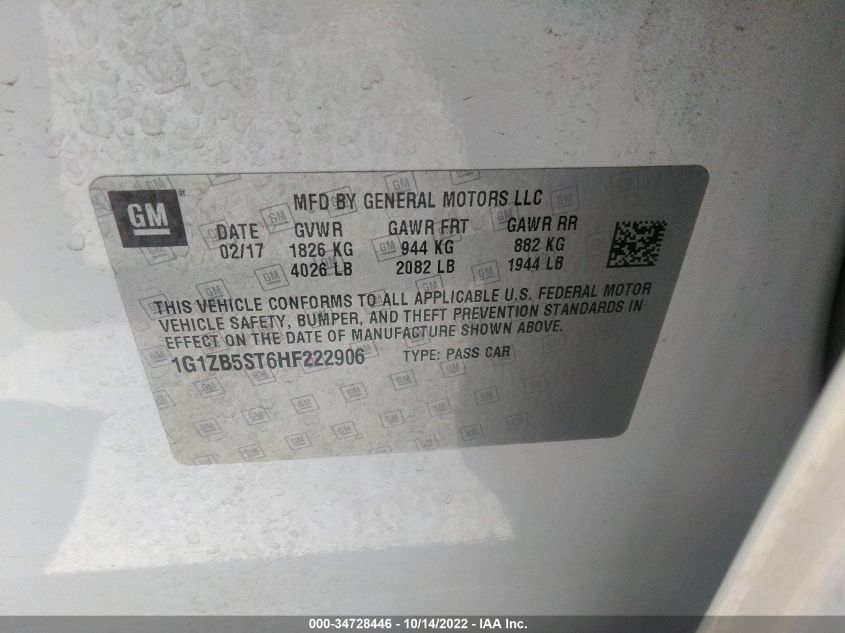 GM ®
MFD BY GENERAL MOTORS LLC
DATE GVWR GAWR FRT GAWR RR
02/17 1826 KG 944 KG 882 KG
4026 LB 2082 LB 1944 LB
THIS VEHICLE CONFORMS TO ALL APPLICABLE U.S. FEDERAL MOTOR
VEHICLE SAFETY, BUMPER, AND THEFT PREVENTION STANDARDS IN
EFFECT ON THE DATE OF MANUFACTURE SHOWN ABOVE.
1G1ZB5ST6HF222906 TYPE: PASS CAR
000-34728446 - 10/14/2022 - IAA Inc.